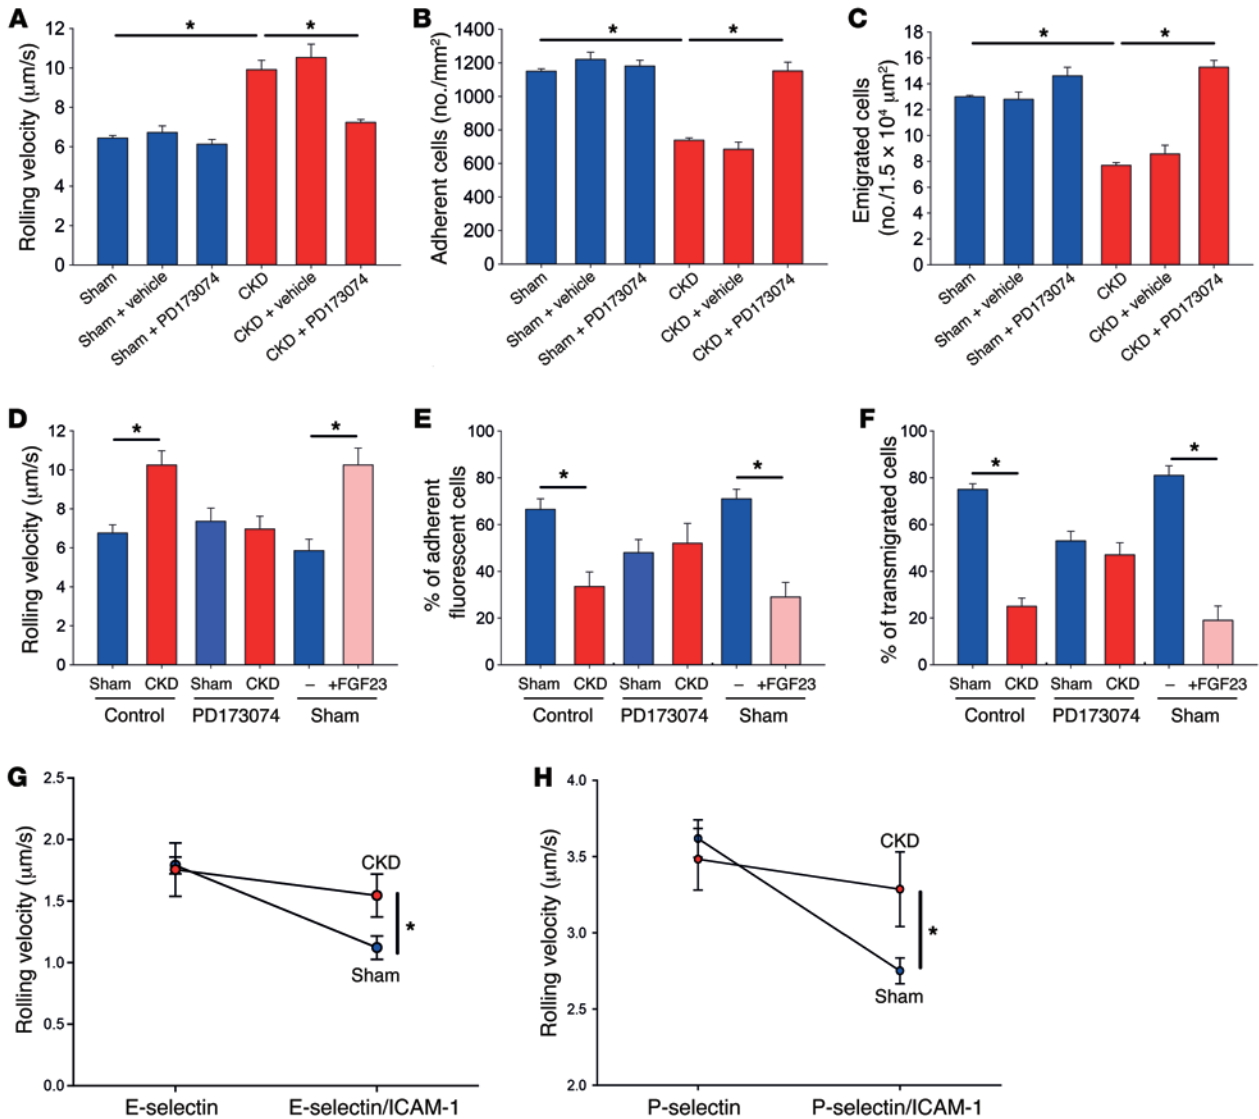 A
Rolling velocity (μm/s)
12
10
8
6
4
2
0
* *
Sham
Sham + vehicle
Sham + PD173074
CKD
CKD + vehicle
CKD + PD173074
B
Adherent cells (no./mm²)
1400
1200
1000
800
600
400
200
0
* *
Sham
Sham + vehicle
Sham + PD173074
CKD
CKD + vehicle
CKD + PD173074
C
Emigrated cells
(no./1.5 × 10⁴ μm²)
18
16
14
12
10
8
6
4
2
0
* *
Sham
Sham + vehicle
Sham + PD173074
CKD
CKD + vehicle
CKD + PD173074
D
Rolling velocity (μm/s)
12
10
8
6
4
2
0
* *
Sham CKD Sham CKD – +FGF23
Control PD173074 Sham
E
% of adherent
fluorescent cells
100
80
60
40
20
0
* *
Sham CKD Sham CKD – +FGF23
Control PD173074 Sham
F
% of transmigrated cells
100
80
60
40
20
0
* *
Sham CKD Sham CKD – +FGF23
Control PD173074 Sham
G
Rolling velocity (μm/s)
2.5
2.0
1.5
1.0
0.5
0.0
CKD
*
Sham
E-selectin E-selectin/ICAM-1
H
Rolling velocity (μm/s)
4.0
3.5
3.0
2.5
2.0
CKD
*
Sham
P-selectin P-selectin/ICAM-1